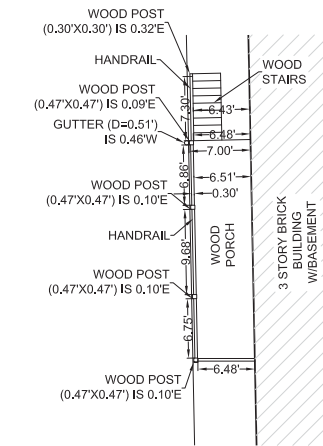 WOOD POST
(0.30'X0.30') IS 0.32'E
HANDRAIL
WOOD
STAIRS
WOOD POST
(0.47'X0.47') IS 0.09'E
7.30'
6.43'
GUTTER (D=0.51')
IS 0.46'W
6.48'
7.00'
6.86'
6.51'
WOOD POST
(0.47'X0.47') IS 0.10'E
0.30'
HANDRAIL
WOOD
PORCH
3 STORY BRICK
BUILDING
W/BASEMENT
9.68'
WOOD POST
(0.47'X0.47') IS 0.10'E
6.75'
6.48'
WOOD POST
(0.47'X0.47') IS 0.10'E